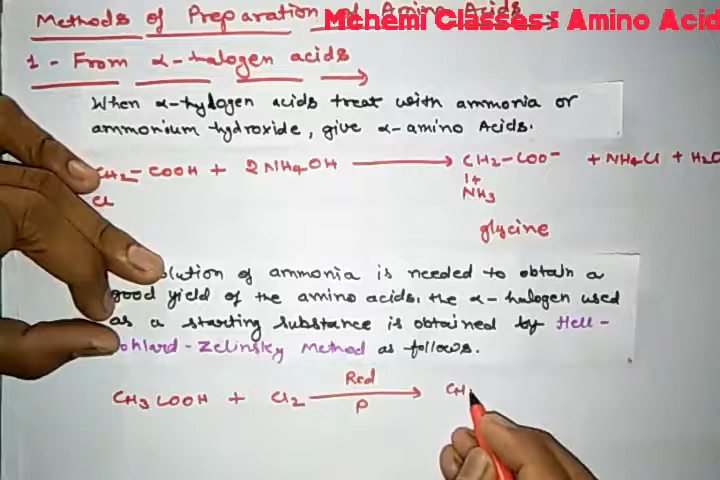 Methods of Preparation of Amino Acids
Mchemi Classes : Amino Acid
1 - From α-halogen acids
When α-hylogen acids treat with ammonia or
ammonium hydroxide, give α-amino Acids.
CH2-COOH + 2NH4OH → CH2-COO- + NH4Cl + H2O
Cl
+
NH3
glycine
of ammonia is needed to obtain a
good yield of the amino acids. the α-halogen used
as a starting substance is obtained by Hell-
Zelinsky Method as follows.
Red
CH3COOH + Cl2 → CH
P